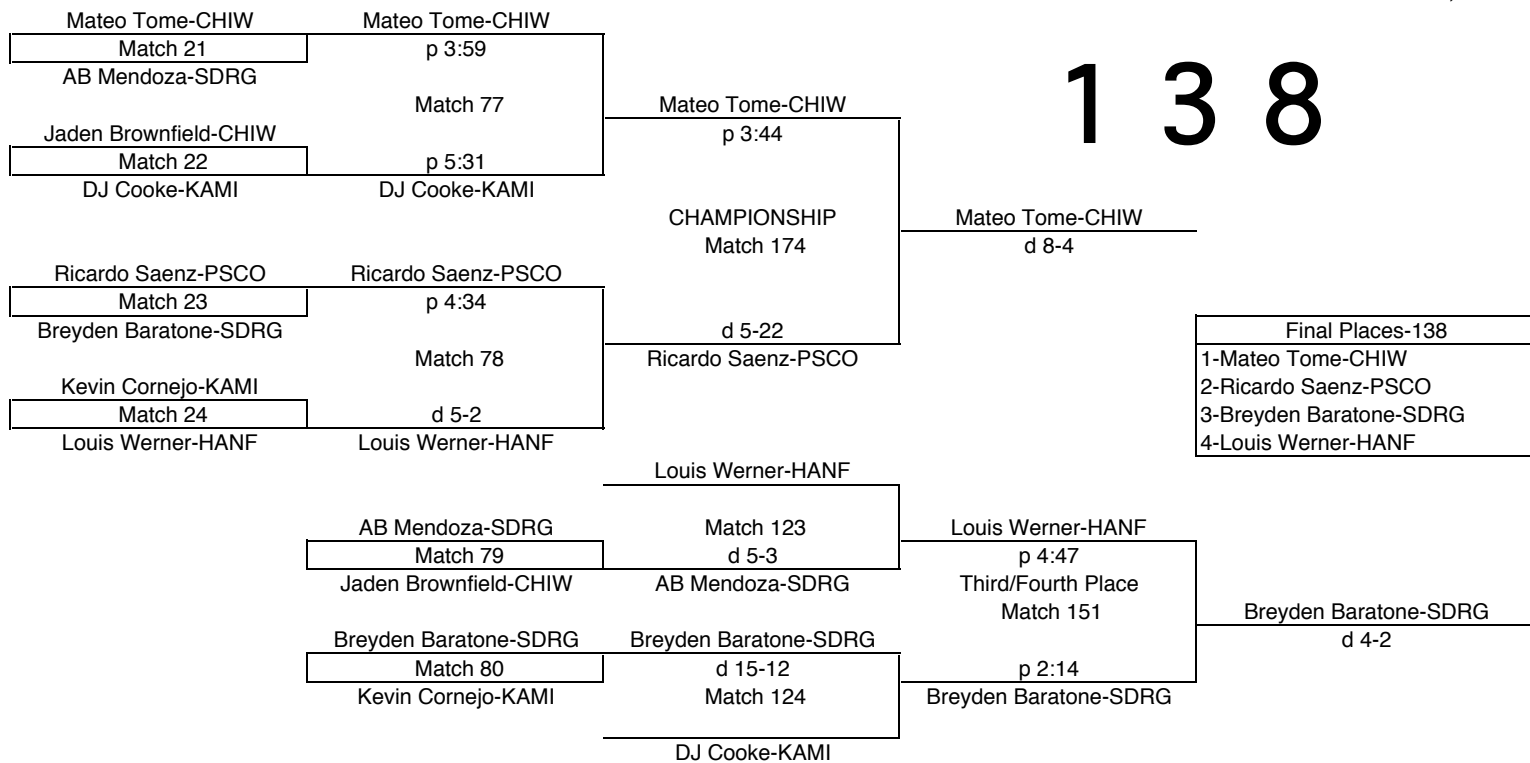 Mateo Tome-CHIW Mateo Tome-CHIW
Match 21 p 3:59
AB Mendoza-SDRG
1 3 8
Match 77 Mateo Tome-CHIW
Jaden Brownfield-CHIW p 3:44
Match 22 p 5:31
DJ Cooke-KAMI DJ Cooke-KAMI
CHAMPIONSHIP Mateo Tome-CHIW
Match 174 d 8-4
Ricardo Saenz-PSCO Ricardo Saenz-PSCO
Match 23 p 4:34
Breyden Baratone-SDRG d 5-22 Final Places-138
Match 78 Ricardo Saenz-PSCO 1-Mateo Tome-CHIW
Kevin Cornejo-KAMI 2-Ricardo Saenz-PSCO
Match 24 d 5-2 3-Breyden Baratone-SDRG
Louis Werner-HANF Louis Werner-HANF 4-Louis Werner-HANF
Louis Werner-HANF
AB Mendoza-SDRG Match 123 Louis Werner-HANF
Match 79 d 5-3 p 4:47
Jaden Brownfield-CHIW AB Mendoza-SDRG Third/Fourth Place
Match 151 Breyden Baratone-SDRG
Breyden Baratone-SDRG Breyden Baratone-SDRG d 4-2
Match 80 d 15-12 p 2:14
Kevin Cornejo-KAMI Match 124 Breyden Baratone-SDRG
DJ Cooke-KAMI